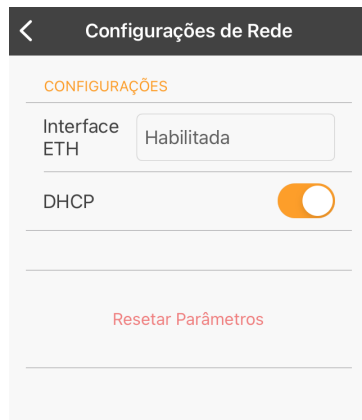 Configurações de Rede
CONFIGURAÇÕES
Interface
ETH
Habilitada
DHCP
Resetar Parâmetros